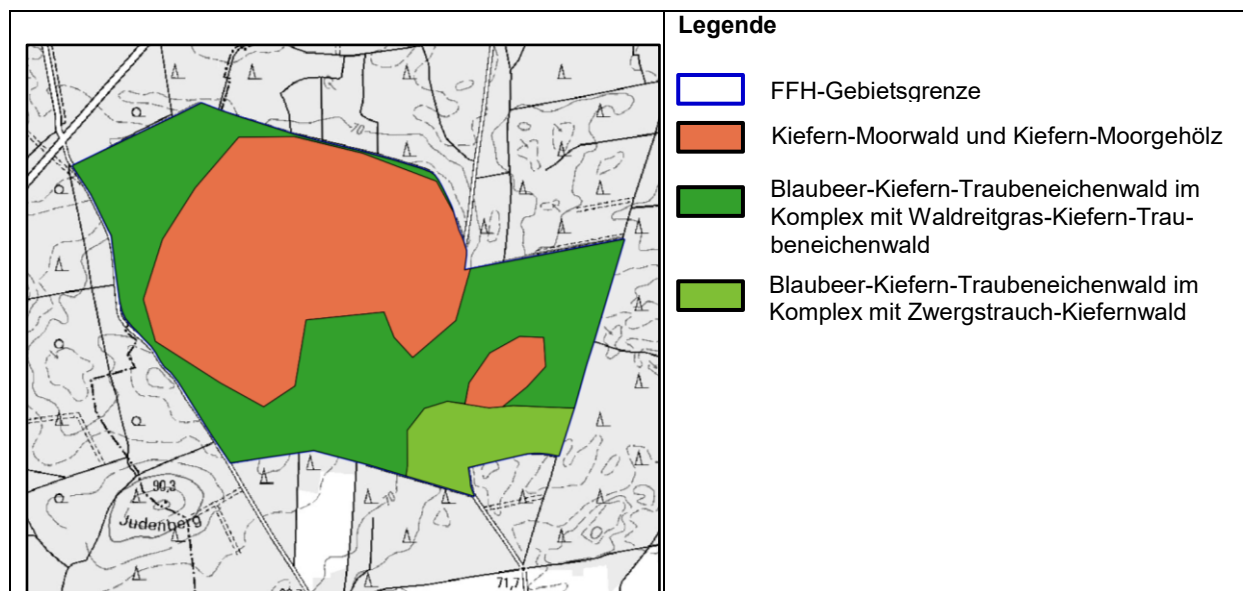 Legende
FFH-Gebietsgrenze
Kiefern-Moorwald und Kiefern-Moorgehölz
Blaubeer-Kiefern-Traubeneichenwald im
Komplex mit Waldreitgras-Kiefern-Trau-
beneichenwald
Blaubeer-Kiefern-Traubeneichenwald im
Komplex mit Zwergstrauch-Kiefernwald
70
90,3
Judenberg
70
71,7